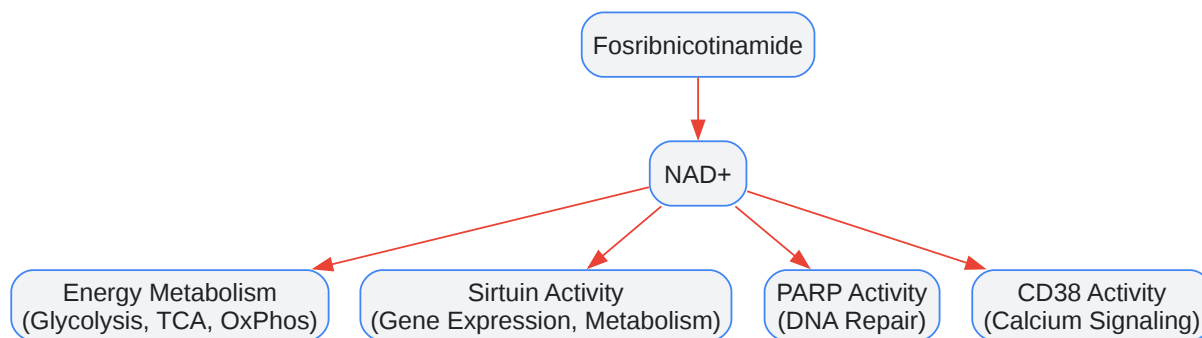 Fosribnicotinamide
NAD+
Energy Metabolism
(Glycolysis, TCA, OxPhos)
Sirtuin Activity
(Gene Expression, Metabolism)
PARP Activity
(DNA Repair)
CD38 Activity
(Calcium Signaling)